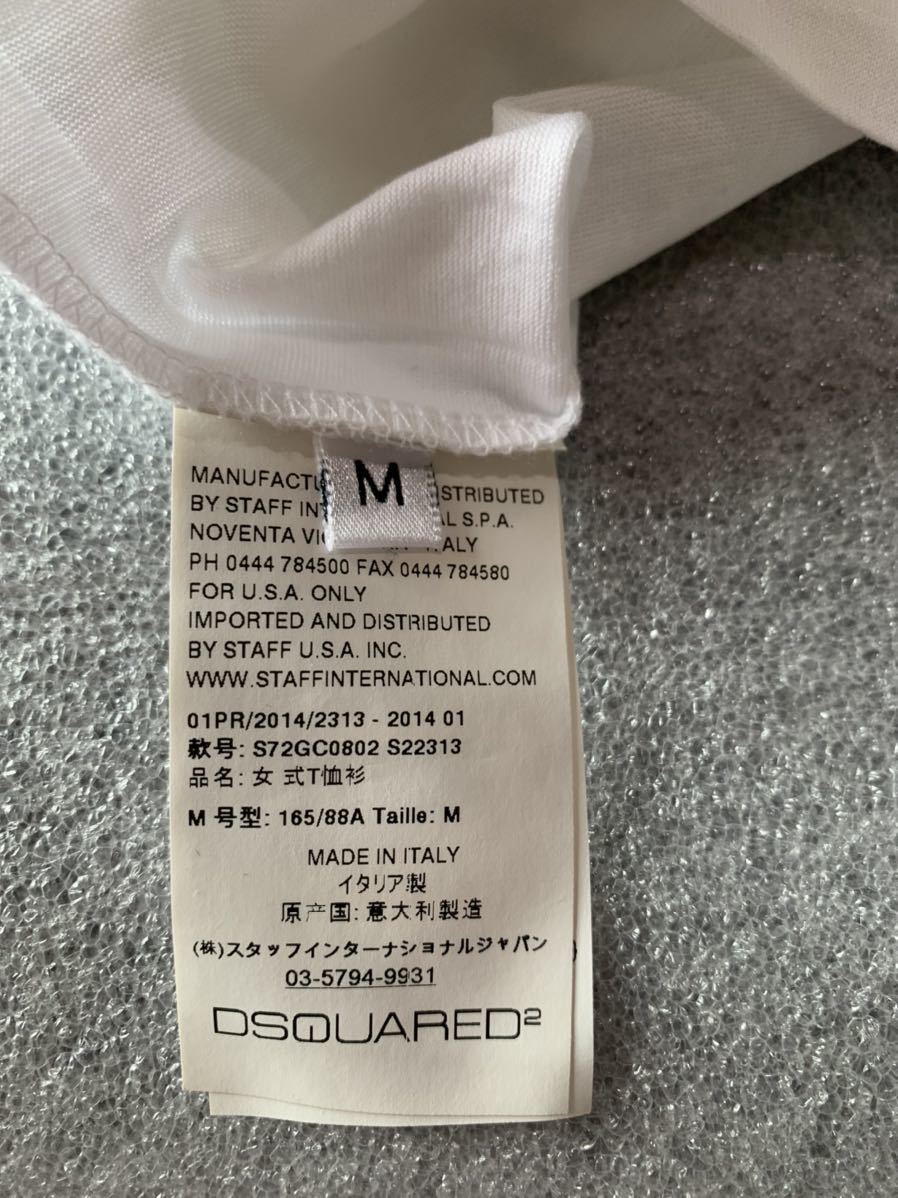 M
MANUFACTU STRIBUTED
BY STAFF IN AL S.P.A.
NOVENTA VI ALY
PH 0444 784500 FAX 0444 784580
FOR U.S.A. ONLY
IMPORTED AND DISTRIBUTED
BY STAFF U.S.A. INC.
WWW.STAFFINTERNATIONAL.COM
01PR/2014/2313 - 2014 01
款号: S72GC0802 S22313
品名: 女 式T恤衫
M 号型: 165/88A Taille: M
MADE IN ITALY
イタリア製
原产国: 意大利製造
(株)スタッフインターナショナルジャパン
03-5794-9931
DSQUARED²